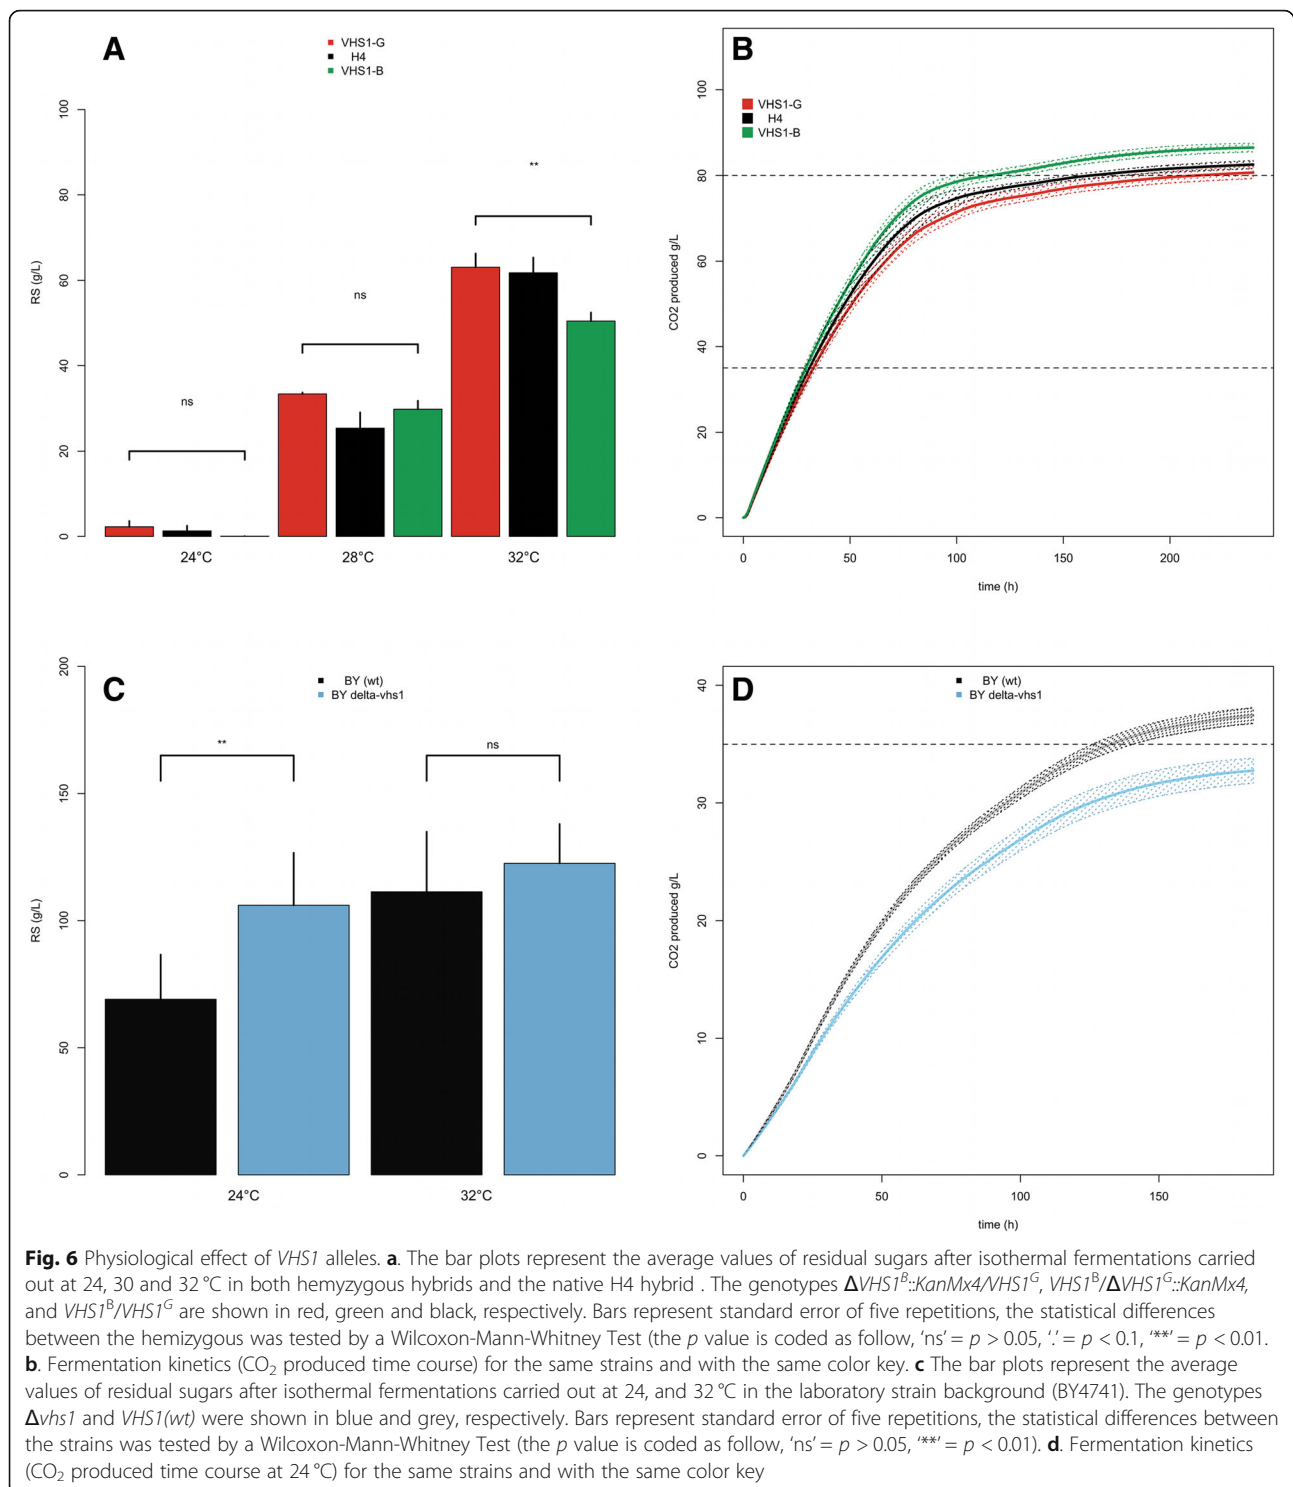 A
VHS1-G
H4
VHS1-B
RS (g/L)
100
80
60
40
20
0
ns
ns
**
24°C
28°C
32°C
B
VHS1-G
H4
VHS1-B
CO2 produced g/L
100
80
60
40
20
0
0
50
100
150
200
time (h)
C
BY (wt)
BY delta-vhs1
RS (g/L)
200
150
100
50
0
**
ns
24°C
32°C
D
BY (wt)
BY delta-vhs1
CO2 produced g/L
40
30
20
10
0
0
50
100
150
time (h)
Fig. 6 Physiological effect of VHS1 alleles. a. The bar plots represent the average values of residual sugars after isothermal fermentations carried
out at 24, 30 and 32 °C in both hemyzygous hybrids and the native H4 hybrid . The genotypes ΔVHS1ᴮ::KanMx4/VHS1ᴳ, VHS1ᴮ/ΔVHS1ᴳ::KanMx4,
and VHS1ᴮ/VHS1ᴳ are shown in red, green and black, respectively. Bars represent standard error of five repetitions, the statistical differences
between the hemizygous was tested by a Wilcoxon-Mann-Whitney Test (the p value is coded as follow, ‘ns’ = p > 0.05, ‘.’ = p < 0.1, ‘**’ = p < 0.01.
b. Fermentation kinetics (CO₂ produced time course) for the same strains and with the same color key. c The bar plots represent the average
values of residual sugars after isothermal fermentations carried out at 24, and 32 °C in the laboratory strain background (BY4741). The genotypes
Δvhs1 and VHS1(wt) were shown in blue and grey, respectively. Bars represent standard error of five repetitions, the statistical differences between
the strains was tested by a Wilcoxon-Mann-Whitney Test (the p value is coded as follow, ‘ns’ = p > 0.05, ‘**’ = p < 0.01). d. Fermentation kinetics
(CO₂ produced time course at 24 °C) for the same strains and with the same color key